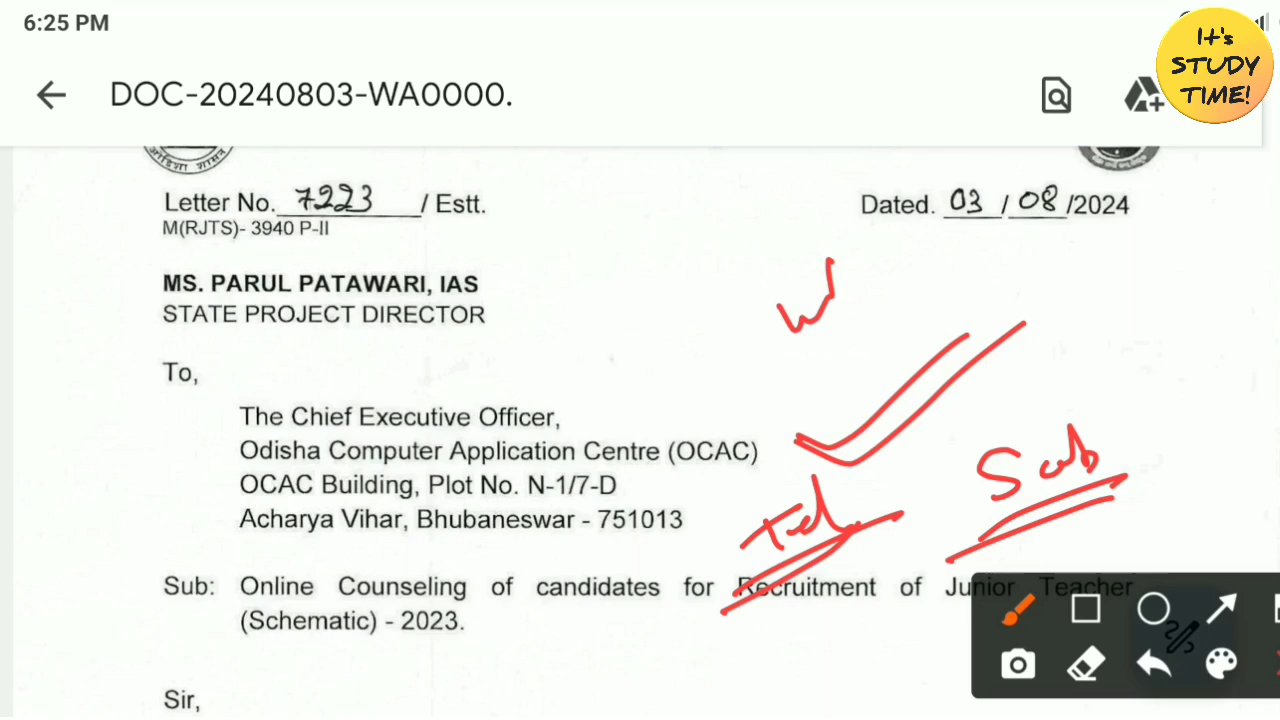 6:25 PM
It's
STUDY
TIME!
DOC-20240803-WA0000.
Letter No. 7223 / Estt.
Dated. 03 / 08 /2024
M(RJTS)- 3940 P-II
MS. PARUL PATAWARI, IAS
STATE PROJECT DIRECTOR
To,
The Chief Executive Officer,
Odisha Computer Application Centre (OCAC)
OCAC Building, Plot No. N-1/7-D
Acharya Vihar, Bhubaneswar - 751013
Sub
Sub: Online Counseling of candidates for Recruitment of Junior Teacher
(Schematic) - 2023.
Sir,